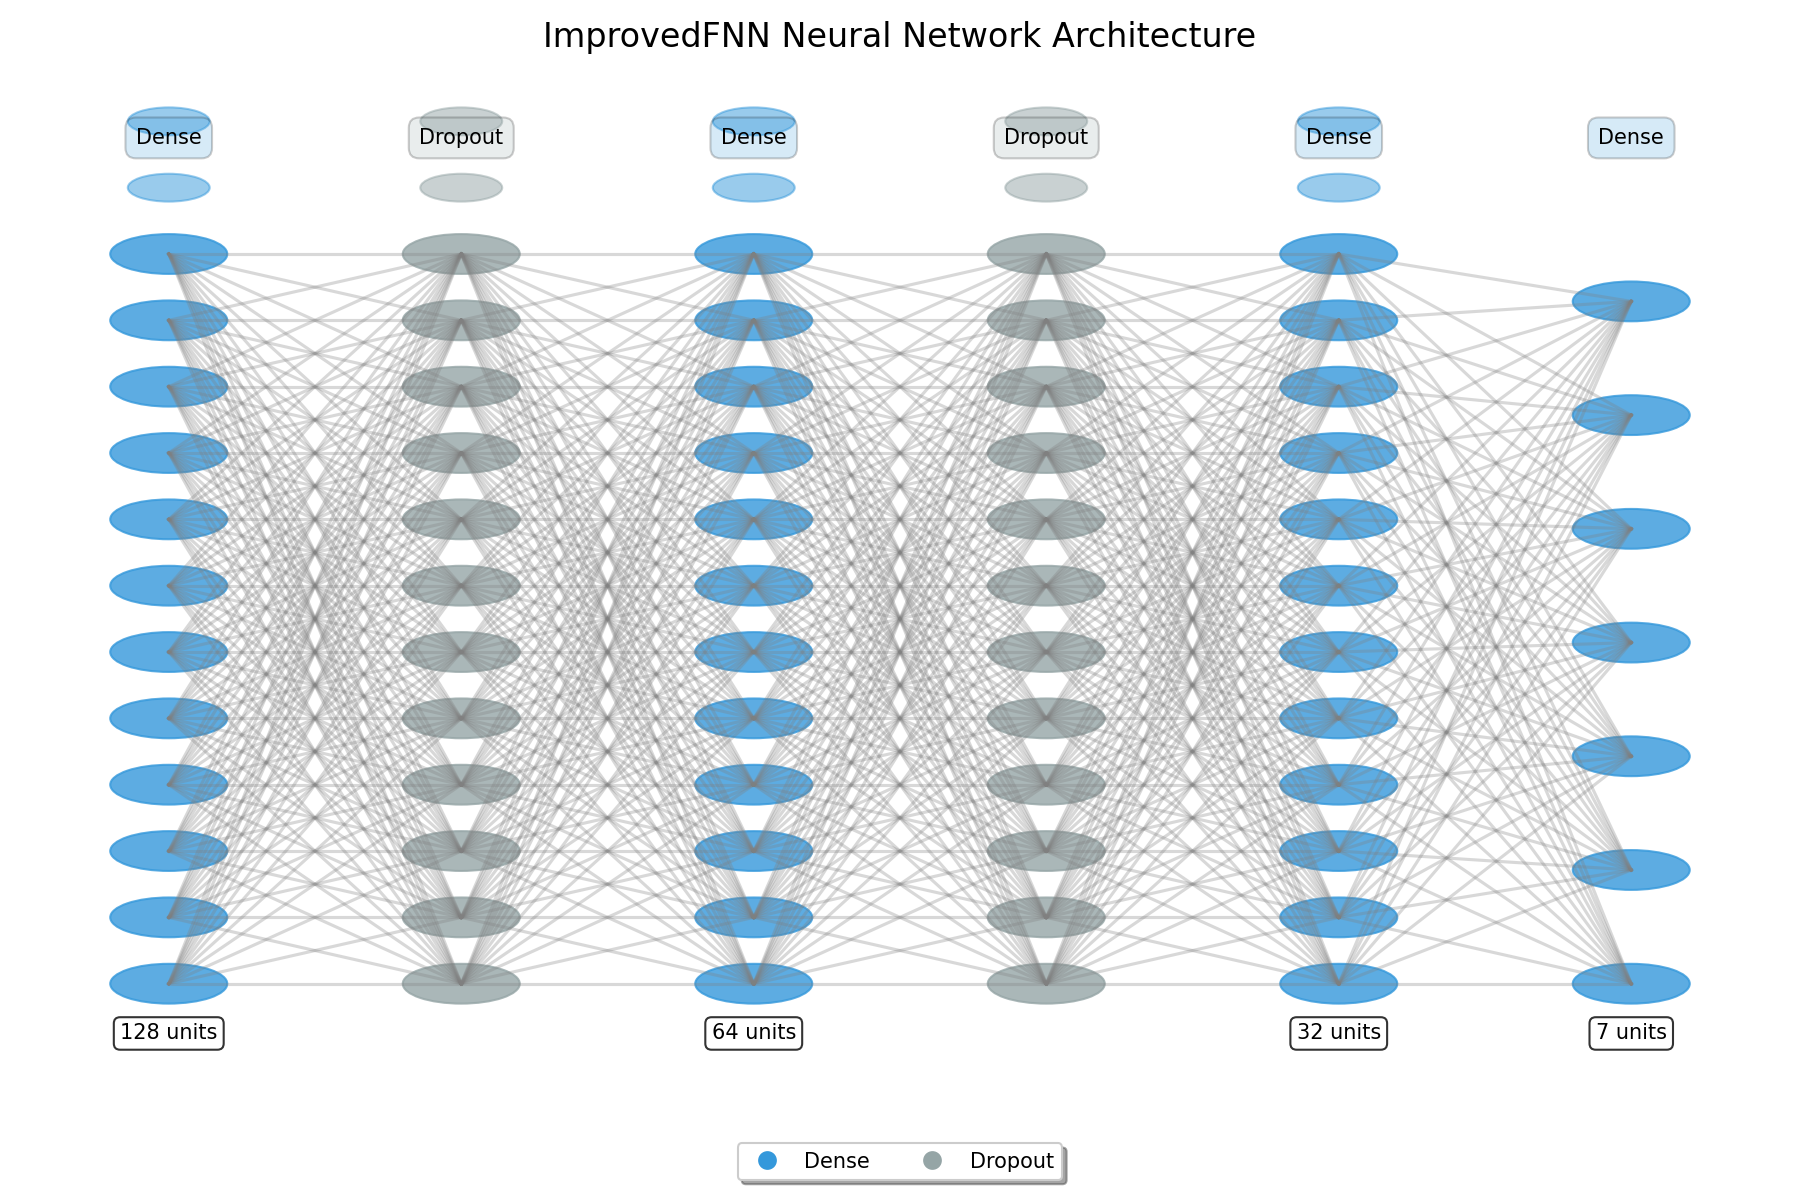 ImprovedFNN Neural Network Architecture
Dense
Dropout
Dense
Dropout
Dense
Dense
128 units
64 units
32 units
7 units
Dense
Dropout